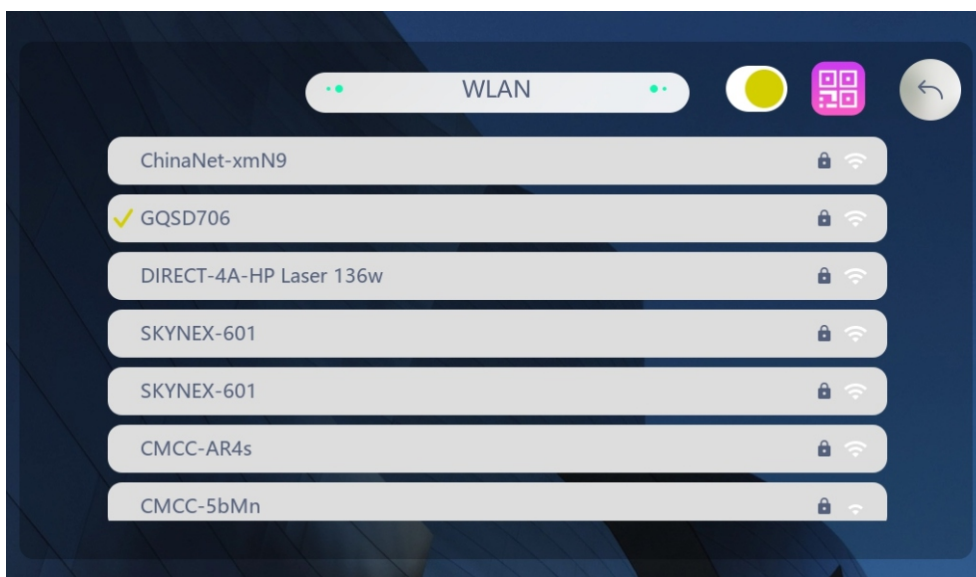 WLAN
ChinaNet-xmN9
GQSD706
DIRECT-4A-HP Laser 136w
SKYNEX-601
SKYNEX-601
CMCC-AR4s
CMCC-5bMn